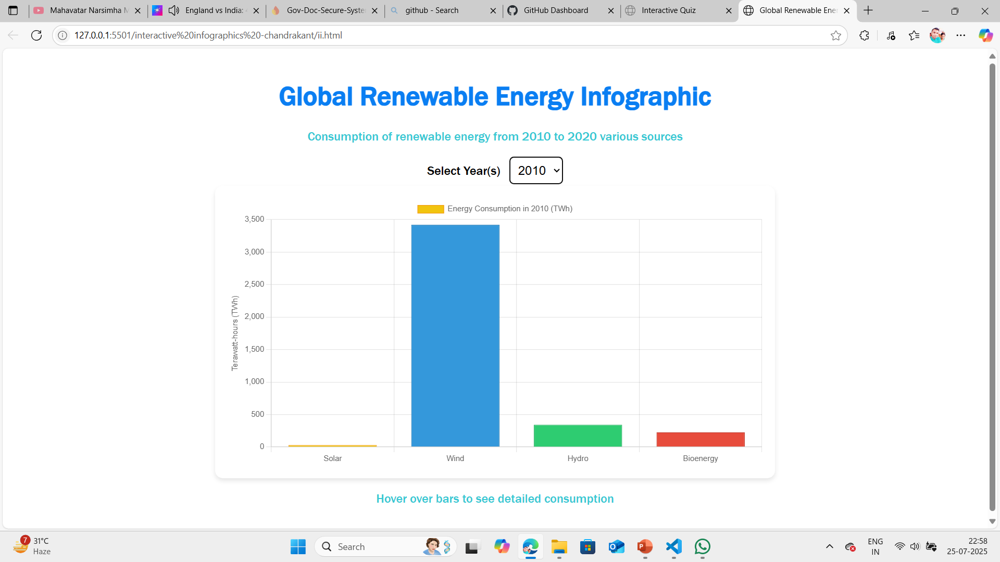 Mahavatar Narsimha M
England vs India:
Gov-Doc-Secure-Syste
github - Search
GitHub Dashboard
Interactive Quiz
Global Renewable Ene
127.0.0.1:5501/interactive%20infographics%20-chandrakant/ii.html
Global Renewable Energy Infographic
Consumption of renewable energy from 2010 to 2020 various sources
Select Year(s) 2010
Energy Consumption in 2010 (TWh)
3,500
3,000
2,500
2,000
1,500
1,000
500
0
Terawatt-hours (TWh)
Solar Wind Hydro Bioenergy
Hover over bars to see detailed consumption
7
31°C
Haze
Search
ENG
IN
22:58
25-07-2025